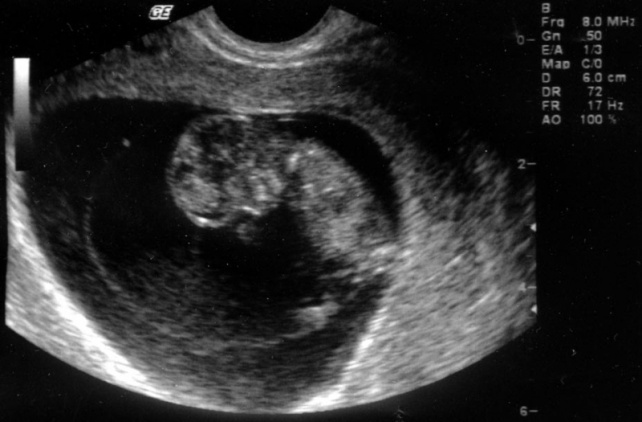 GE
B
Frq 8.0 MHz
Gn 50
E/A 1/3
Map C/0
D 6.0 cm
DR 72
FR 17 Hz
AO 100 %
0-
2-
4-
6-